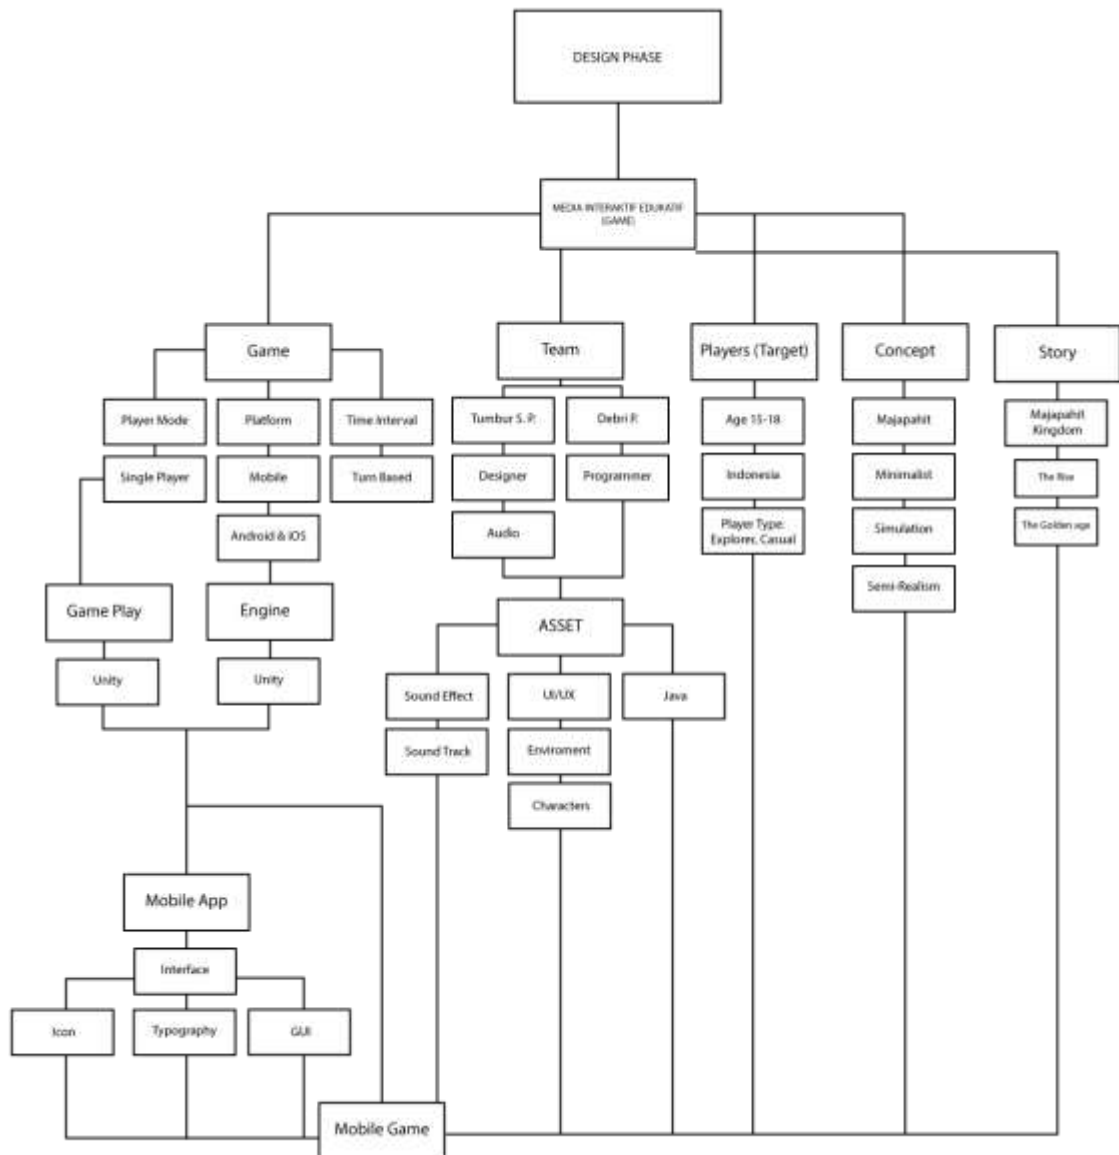 DESIGN PHASE
MEDIA INTERAKTIF EDUKATIF
(GAME)
Game
Team
Players (Target)
Concept
Story
Player Mode
Platform
Time Interval
Tumbur S. P.
Debri P.
Age 15-18
Majapahit
Majapahit
Kingdom
Single Player
Mobile
Turn Based
Designer
Programmer
Indonesia
Minimalist
The Rise
Android & iOS
Audio
Player Type:
Explorer, Casual
Simulation
The Golden age
Game Play
Engine
ASSET
Semi-Realism
Unity
Unity
Sound Effect
UI/UX
Java
Sound Track
Enviroment
Characters
Mobile App
Interface
Icon
Typography
GUI
Mobile Game